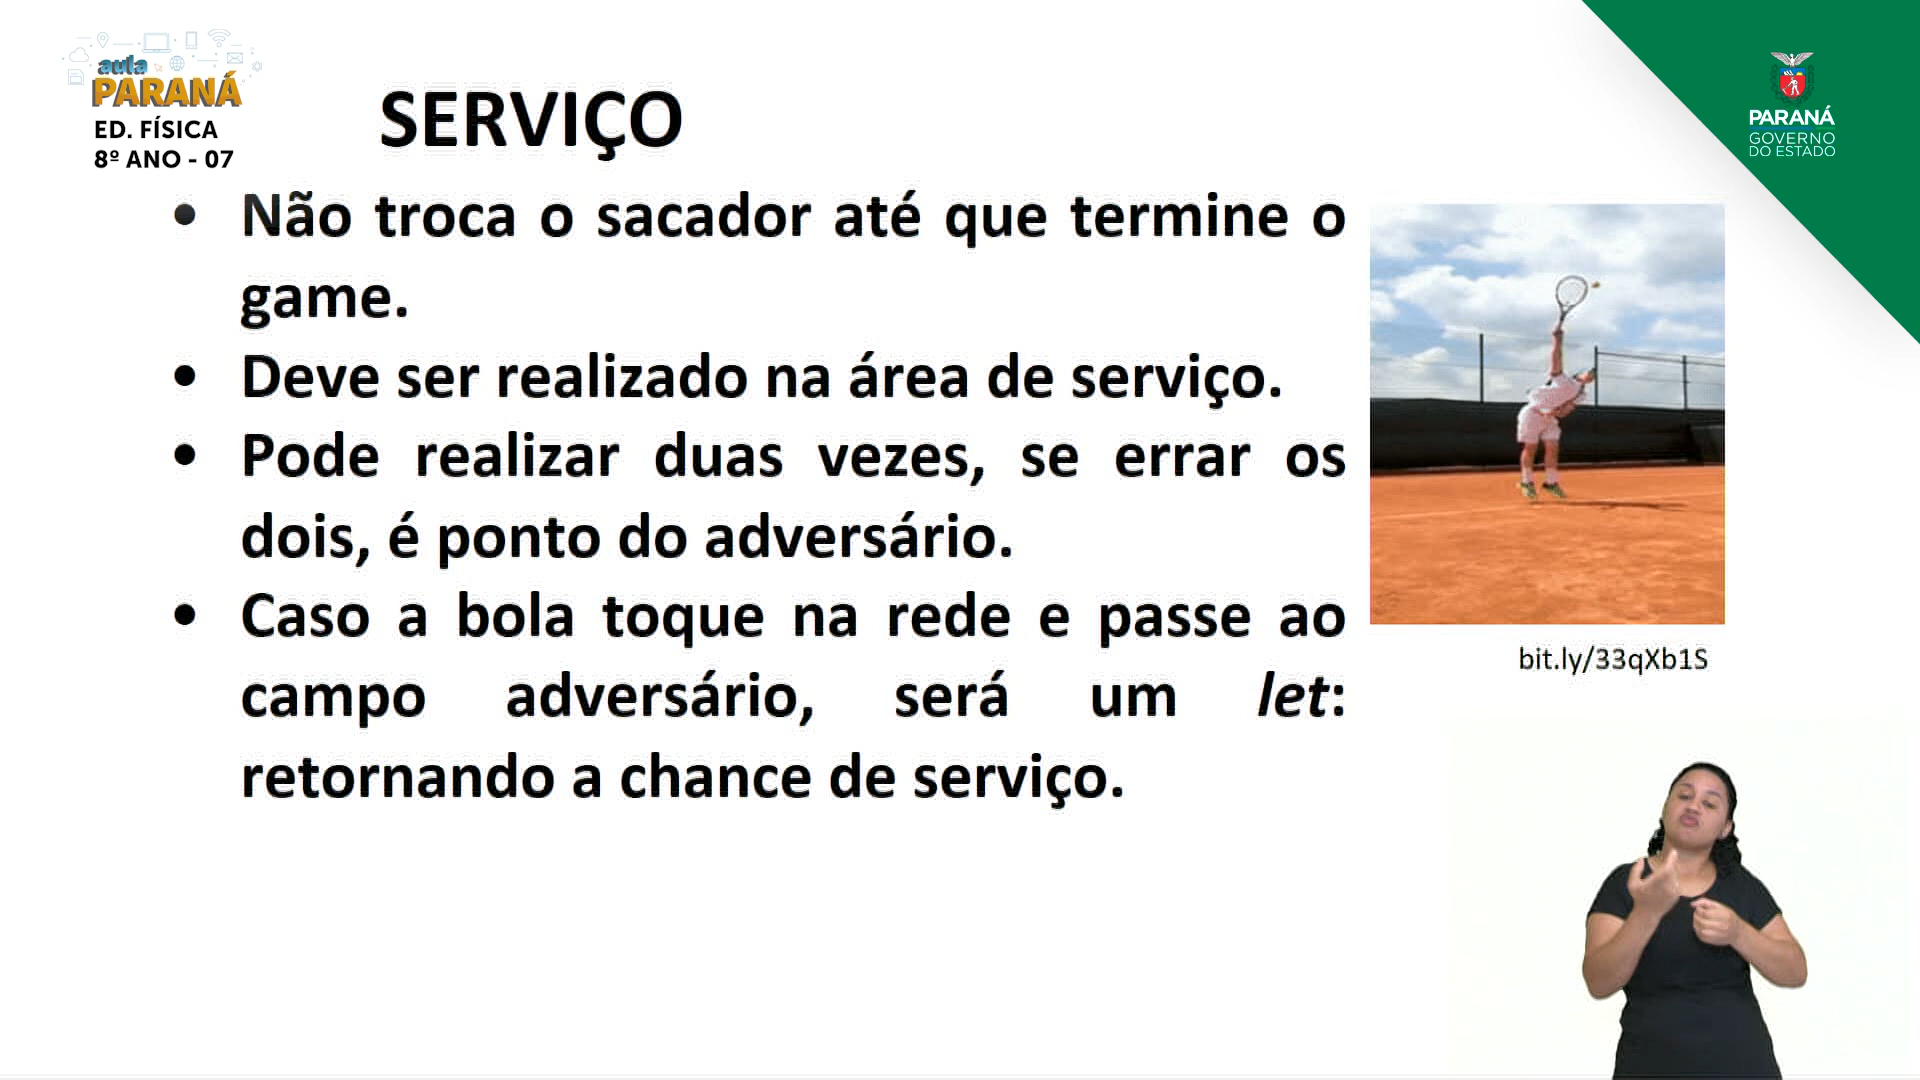 aula
PARANÁ
ED. FÍSICA
8º ANO - 07
SERVIÇO
PARANÁ
GOVERNO
DO ESTADO
• Não troca o sacador até que termine o
game.
• Deve ser realizado na área de serviço.
• Pode realizar duas vezes, se errar os
dois, é ponto do adversário.
• Caso a bola toque na rede e passe ao
campo adversário, será um let:
retornando a chance de serviço.
bit.ly/33qXb1S